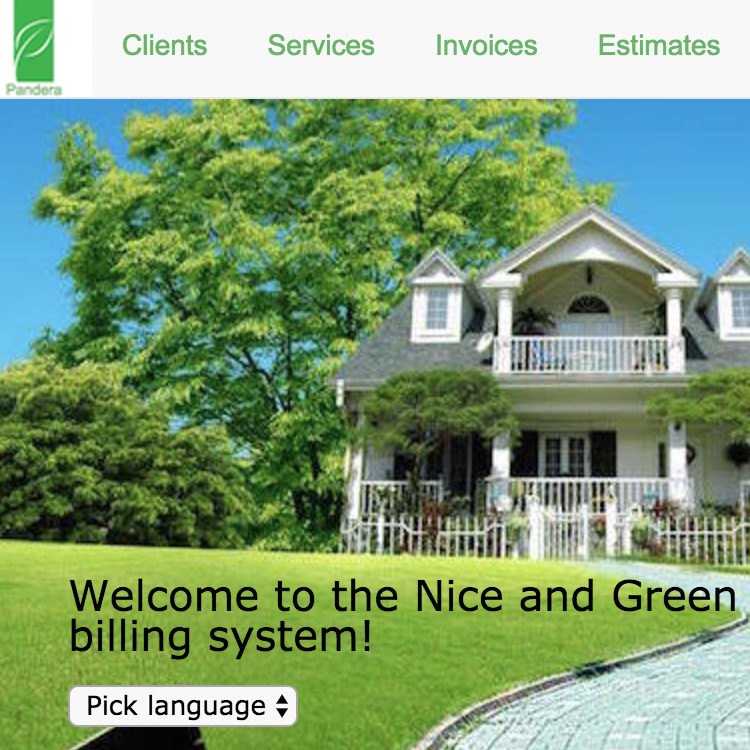 Pandera
Clients
Services
Invoices
Estimates
Welcome to the Nice and Green
billing system!
Pick language